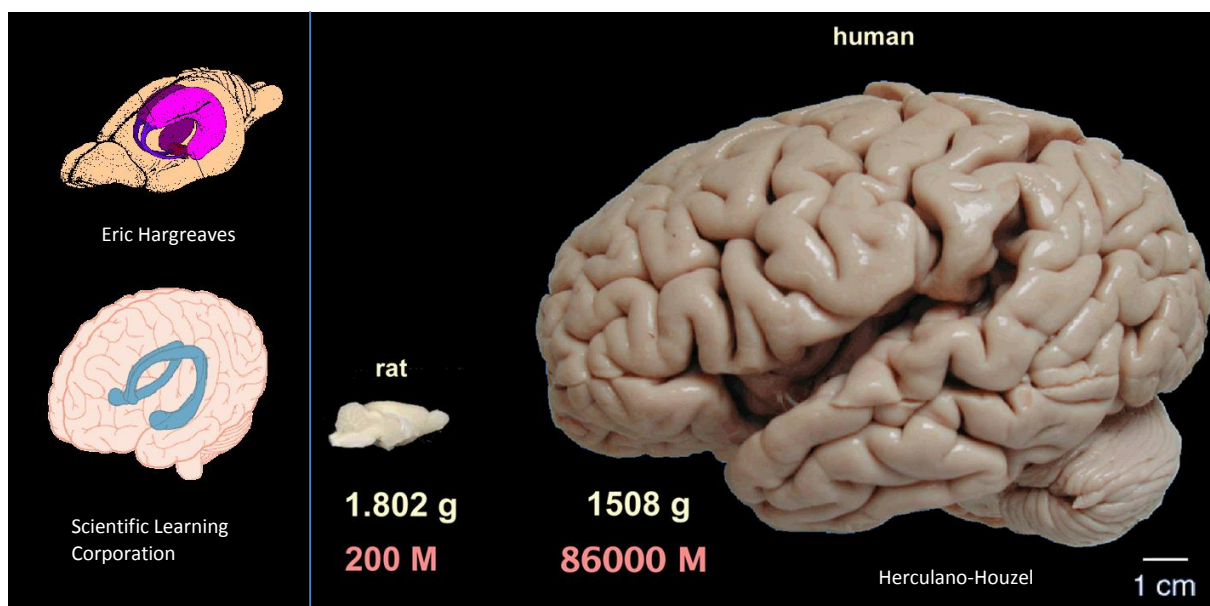 Eric Hargreaves
Scientific Learning
Corporation
human
rat
1.802 g
1508 g
200 M
86000 M
Herculano-Houzel
1 cm